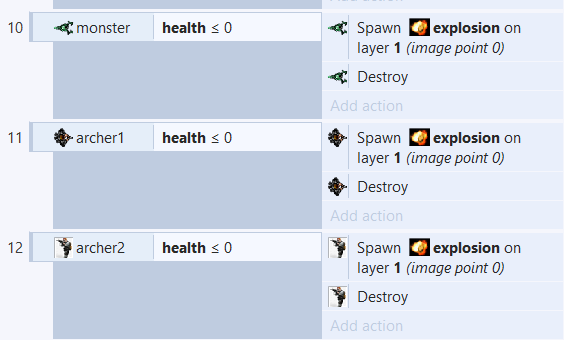 Add action
10 monster health ≤ 0 Spawn explosion on
layer 1 (image point 0)
Destroy
Add action
11 archer1 health ≤ 0 Spawn explosion on
layer 1 (image point 0)
Destroy
Add action
12 archer2 health ≤ 0 Spawn explosion on
layer 1 (image point 0)
Destroy
Add action